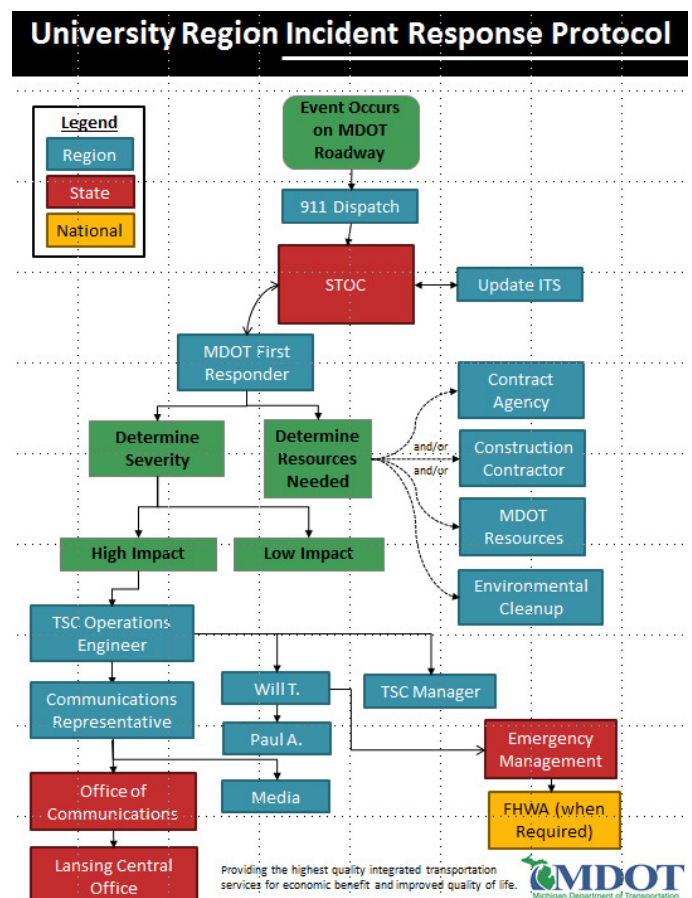 University Region Incident Response Protocol
Legend
Region
State
National
Event Occurs
on MDOT
Roadway
911 Dispatch
STOC
Update ITS
MDOT First
Responder
Determine
Severity
Determine
Resources
Needed
and/or
and/or
Contract
Agency
Construction
Contractor
MDOT
Resources
Environmental
Cleanup
High Impact
Low Impact
TSC Operations
Engineer
Communications
Representative
Will T.
TSC Manager
Paul A.
Media
Emergency
Management
Office of
Communications
FHWA (when
Required)
Lansing Central
Office
Providing the highest quality integrated transportation
services for economic benefit and improved quality of life.
MDOT
Michigan Department of Transportation